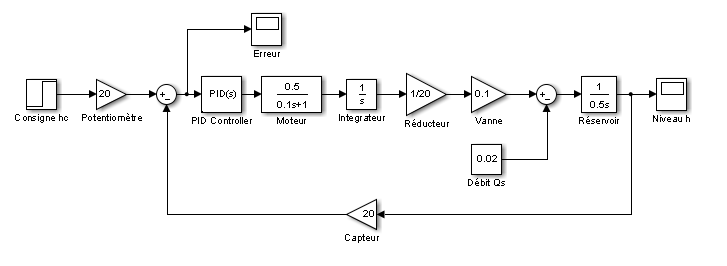 Erreur
20
+
−
PID(s)
0.5
0.1s+1
1
s
1/20
0.1
+
−
1
0.5s
Consigne hc
Potentiomètre
PID Controller
Moteur
Integrateur
Réducteur
Vanne
Réservoir
Niveau h
0.02
Débit Qs
20
Capteur